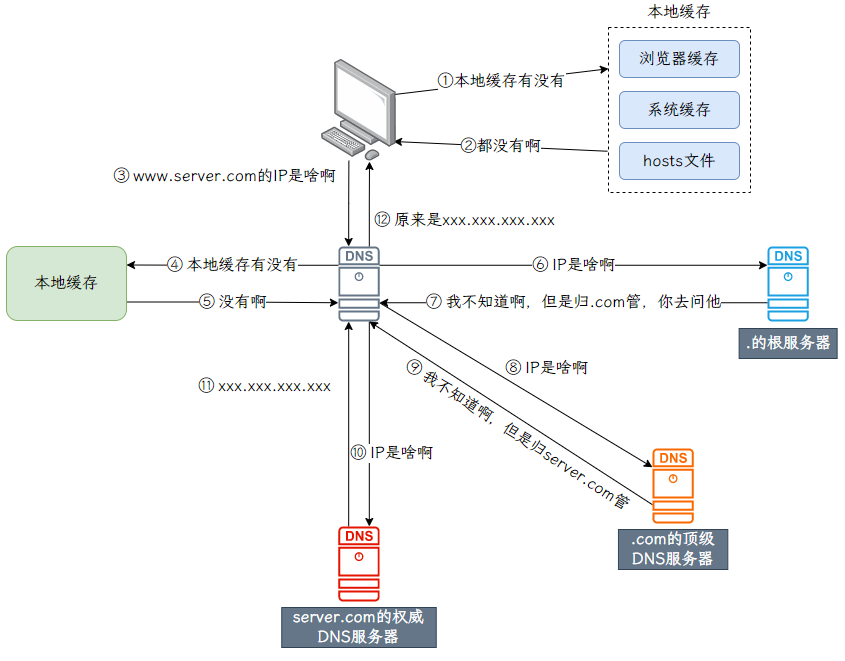 本地缓存
浏览器缓存
①本地缓存有没有
系统缓存
②都没有啊
hosts文件
③ www.server.com的IP是啥啊
⑫ 原来是xxx.xxx.xxx.xxx
DNS
DNS
④ 本地缓存有没有
⑥ IP是啥啊
本地缓存
⑤ 没有啊
⑦ 我不知道啊，但是归.com管，你去问他
.的根服务器
⑧ IP是啥啊
⑨ 我不知道啊，但是归server.com管
⑪ xxx.xxx.xxx.xxx
⑩ IP是啥啊
DNS
.com的顶级
DNS服务器
DNS
server.com的权威
DNS服务器